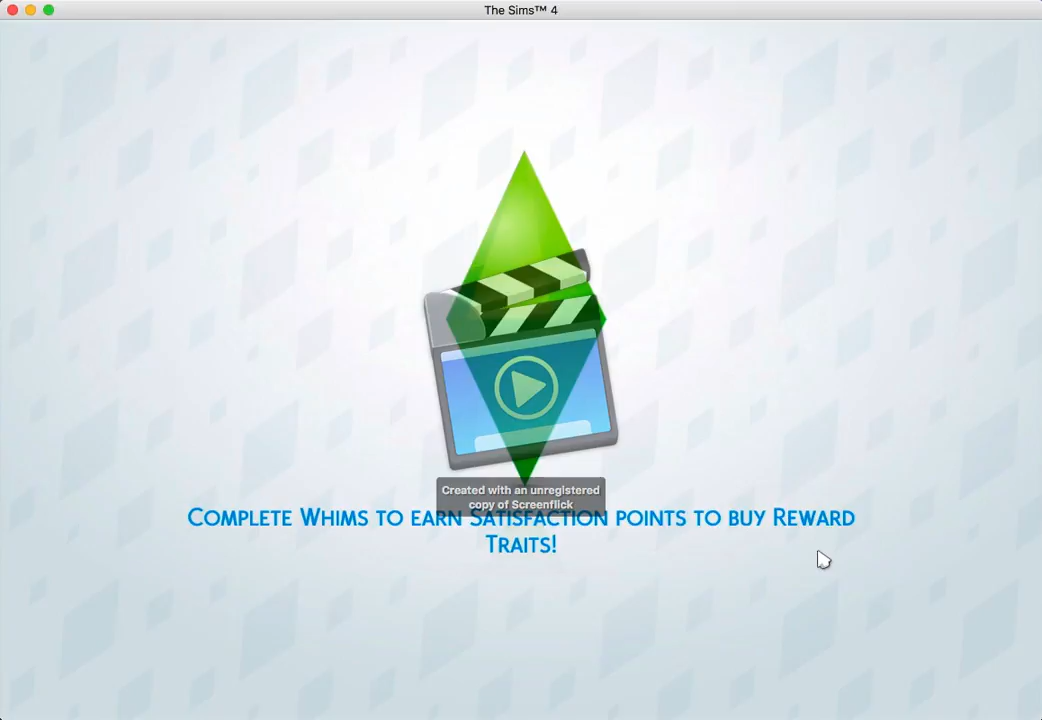 The Sims™ 4
Created with an unregistered
copy of Screenflick
Complete Whims to earn Satisfaction points to buy Reward
Traits!